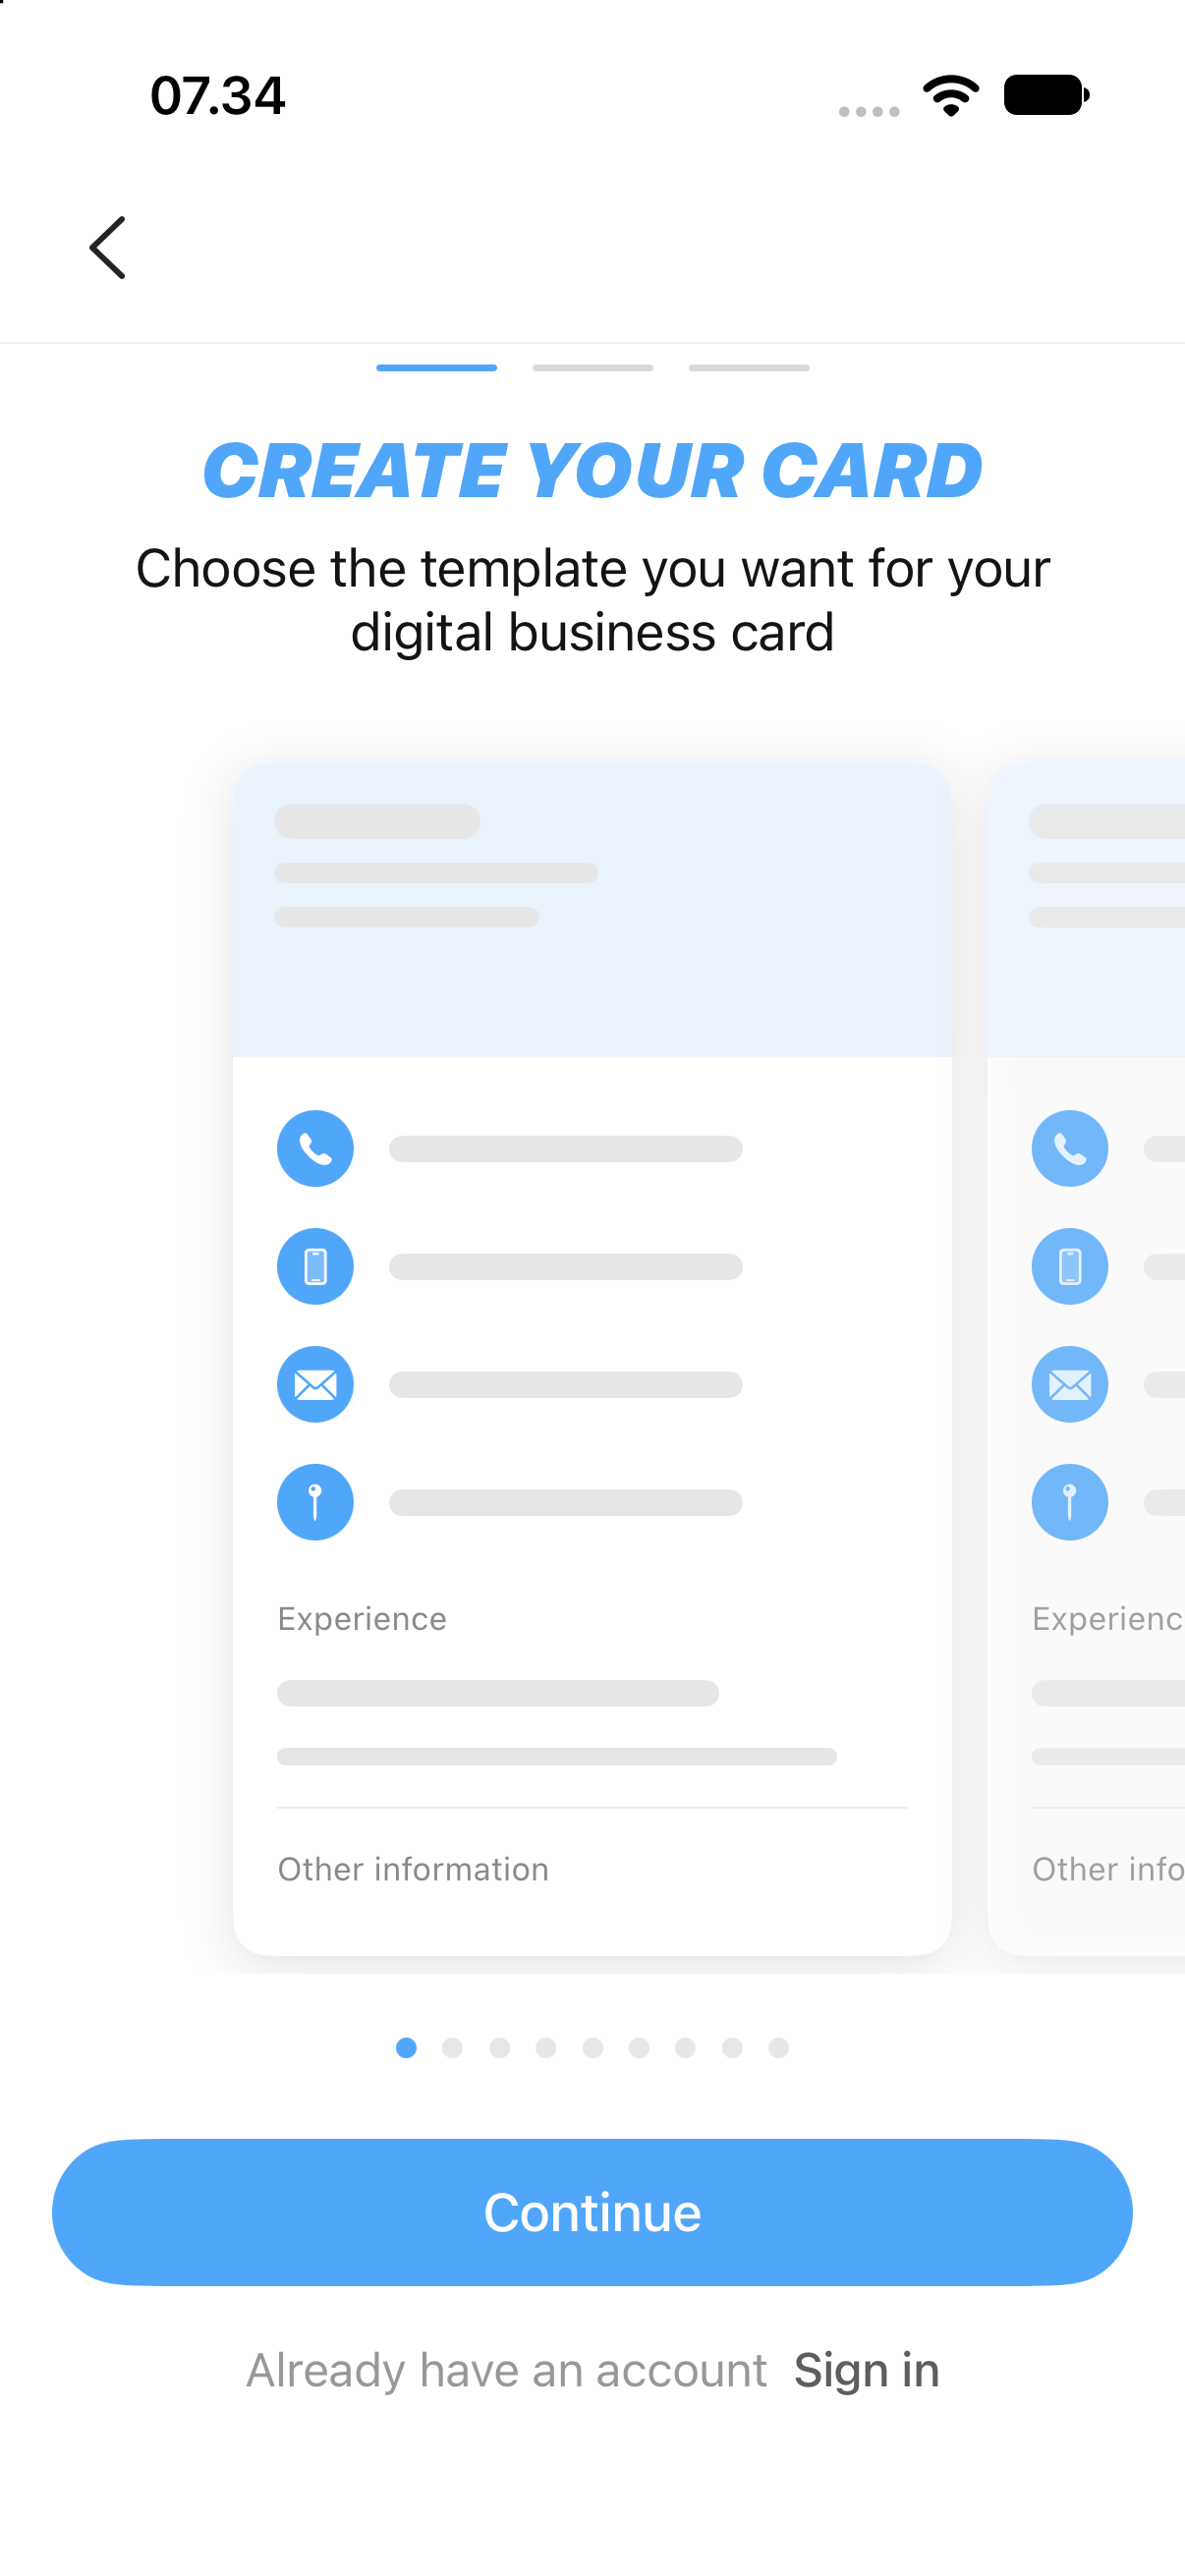 07.34
CREATE YOUR CARD
Choose the template you want for your
digital business card
Experience
Experienc
Other information
Other info
Continue
Already have an account Sign in